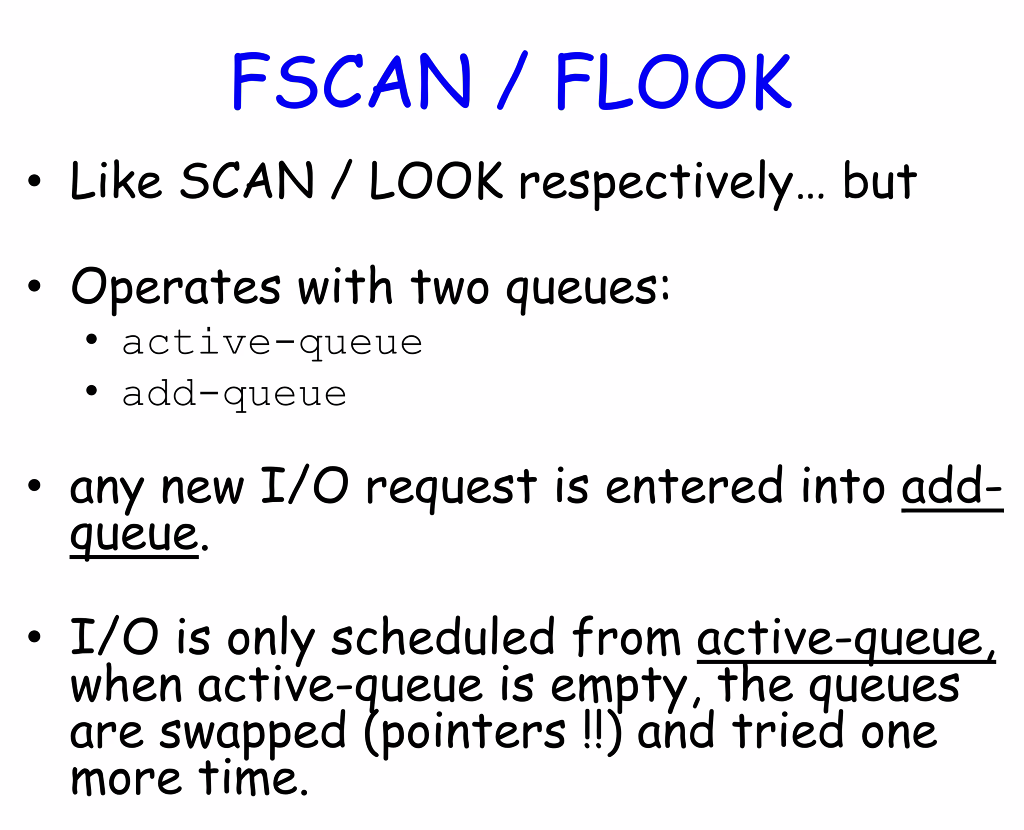 FSCAN / FLOOK
• Like SCAN / LOOK respectively… but
• Operates with two queues:
• active-queue
• add-queue
• any new I/O request is entered into add-
queue.
• I/O is only scheduled from active-queue,
when active-queue is empty, the queues
are swapped (pointers !!) and tried one
more time.